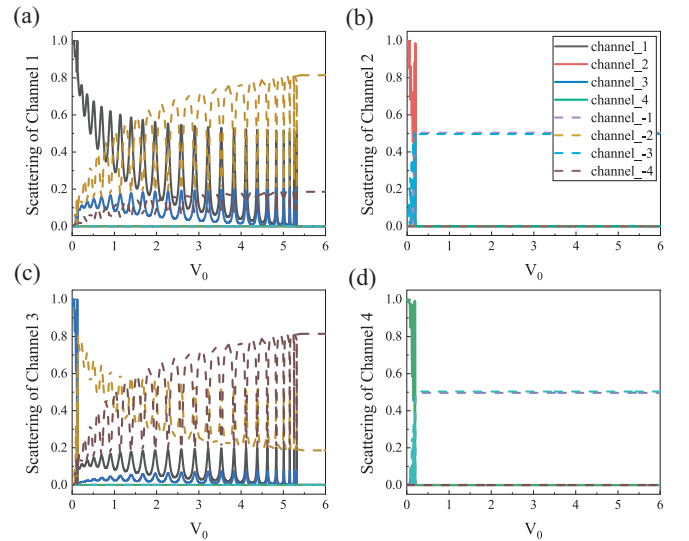 (a)
Scattering of Channel 1
1.0
0.8
0.6
0.4
0.2
0.0
0 1 2 3 4 5 6
V0
(b)
Scattering of Channel 2
1.0
0.8
0.6
0.4
0.2
0.0
0 1 2 3 4 5 6
V0
channel_1
channel_2
channel_3
channel_4
channel_-1
channel_-2
channel_-3
channel_-4
(c)
Scattering of Channel 3
1.0
0.8
0.6
0.4
0.2
0.0
0 1 2 3 4 5 6
V0
(d)
Scattering of Channel 4
1.0
0.8
0.6
0.4
0.2
0.0
0 1 2 3 4 5 6
V0